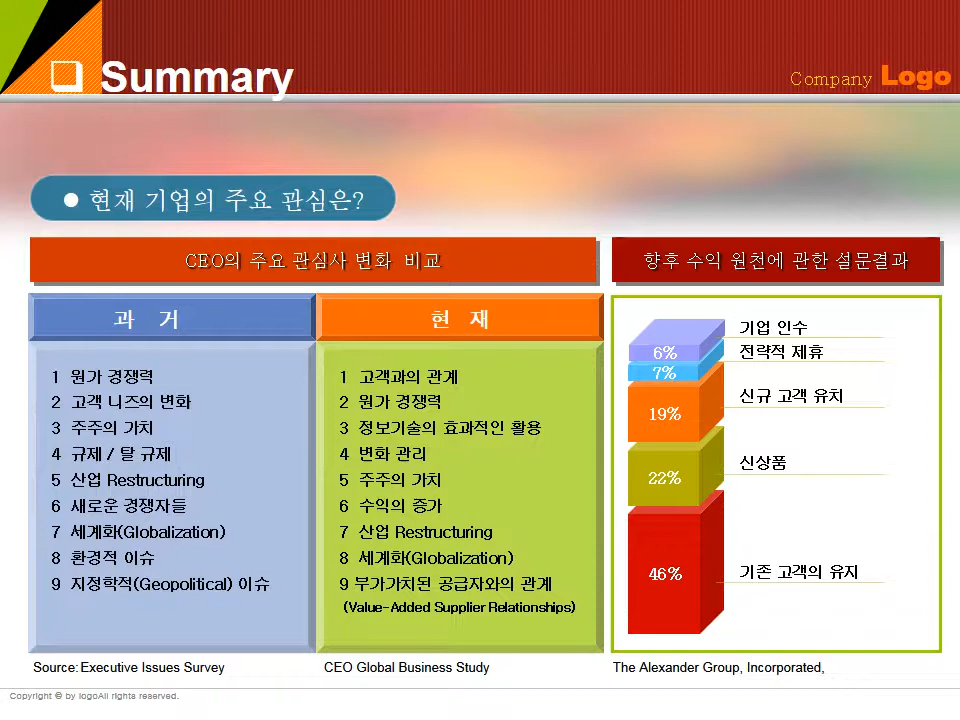 ❑ Summary
Company Logo
● 현재 기업의 주요 관심은?
CEO의 주요 관심사 변화 비교
향후 수익 원천에 관한 설문결과
과 거
1 원가 경쟁력
2 고객 니즈의 변화
3 주주의 가치
4 규제 / 탈 규제
5 산업 Restructuring
6 새로운 경쟁자들
7 세계화(Globalization)
8 환경적 이슈
9 지정학적(Geopolitical) 이슈
현 재
1 고객과의 관계
2 원가 경쟁력
3 정보기술의 효과적인 활용
4 변화 관리
5 주주의 가치
6 수익의 증가
7 산업 Restructuring
8 세계화(Globalization)
9 부가가치된 공급자와의 관계
(Value-Added Supplier Relationships)
6% 기업 인수
7% 전략적 제휴
19% 신규 고객 유치
22% 신상품
46% 기존 고객의 유지
Source: Executive Issues Survey
CEO Global Business Study
The Alexander Group, Incorporated,
Copyright © by logoAll rights reserved.